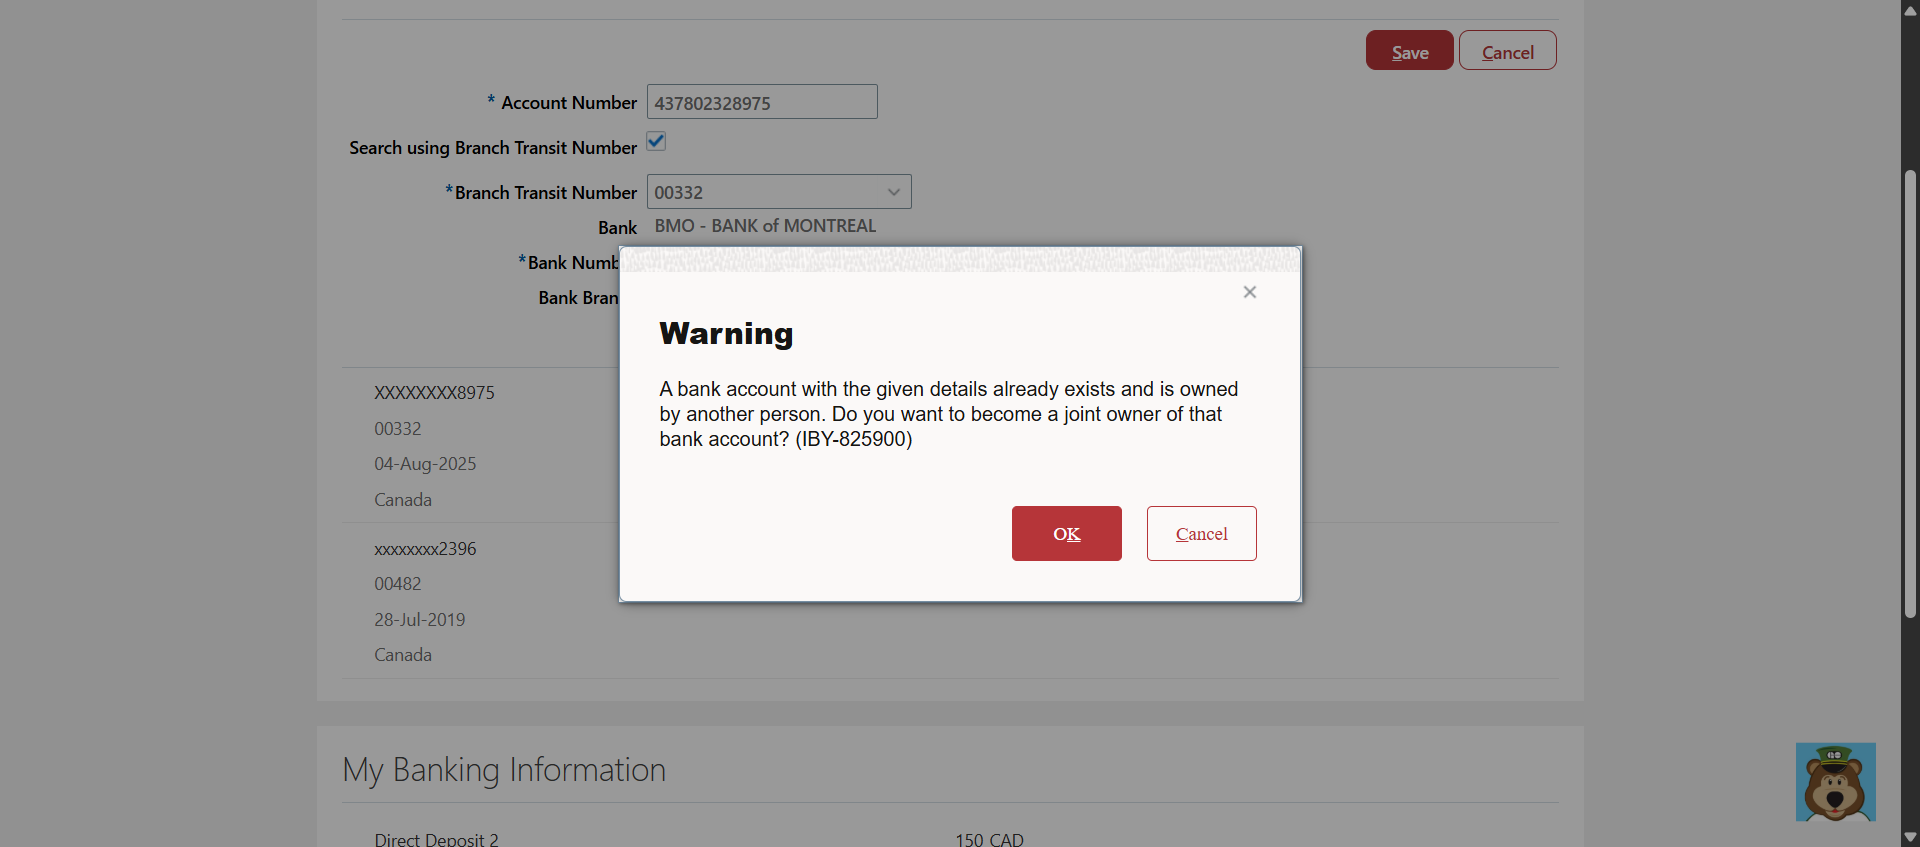 Save Cancel
* Account Number 437802328975
Search using Branch Transit Number
*Branch Transit Number 00332
Bank BMO - BANK of MONTREAL
*Bank Numb
Bank Bran
Warning
A bank account with the given details already exists and is owned
by another person. Do you want to become a joint owner of that
bank account? (IBY-825900)
OK Cancel
XXXXXXXX8975
00332
04-Aug-2025
Canada
xxxxxxxx2396
00482
28-Jul-2019
Canada
My Banking Information
Direct Deposit 2 150 CAD